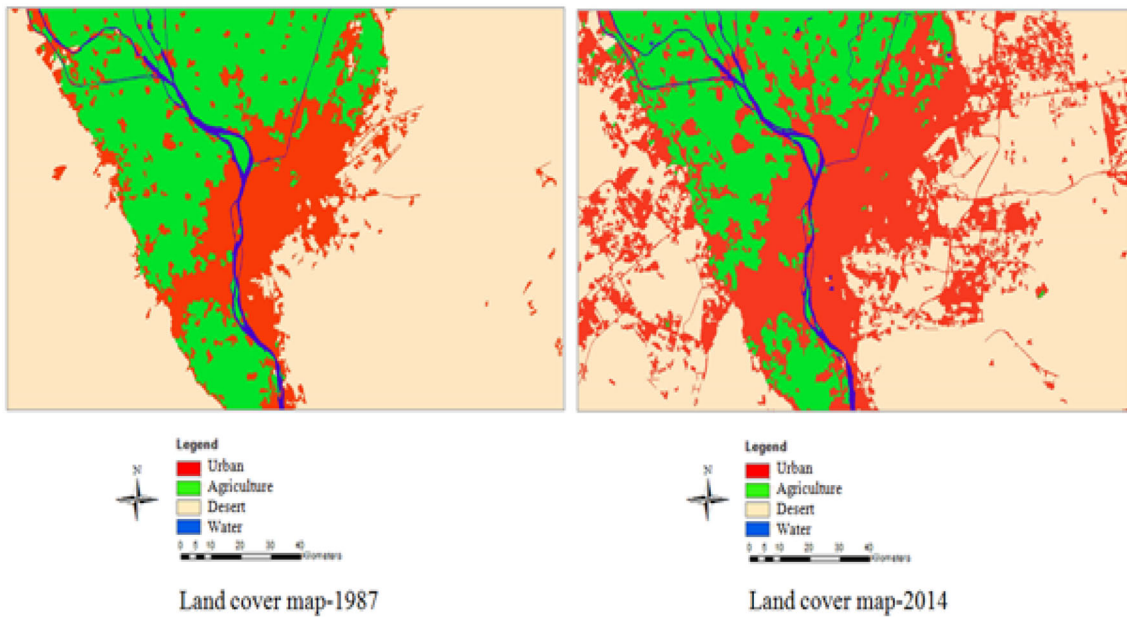 Legend
N
Urban
Agriculture
Desert
Water
0 5 10 20 30 40
Kilometers
Land cover map-1987
Legend
N
Urban
Agriculture
Desert
Water
0 5 10 20 30 40
Kilometers
Land cover map-2014